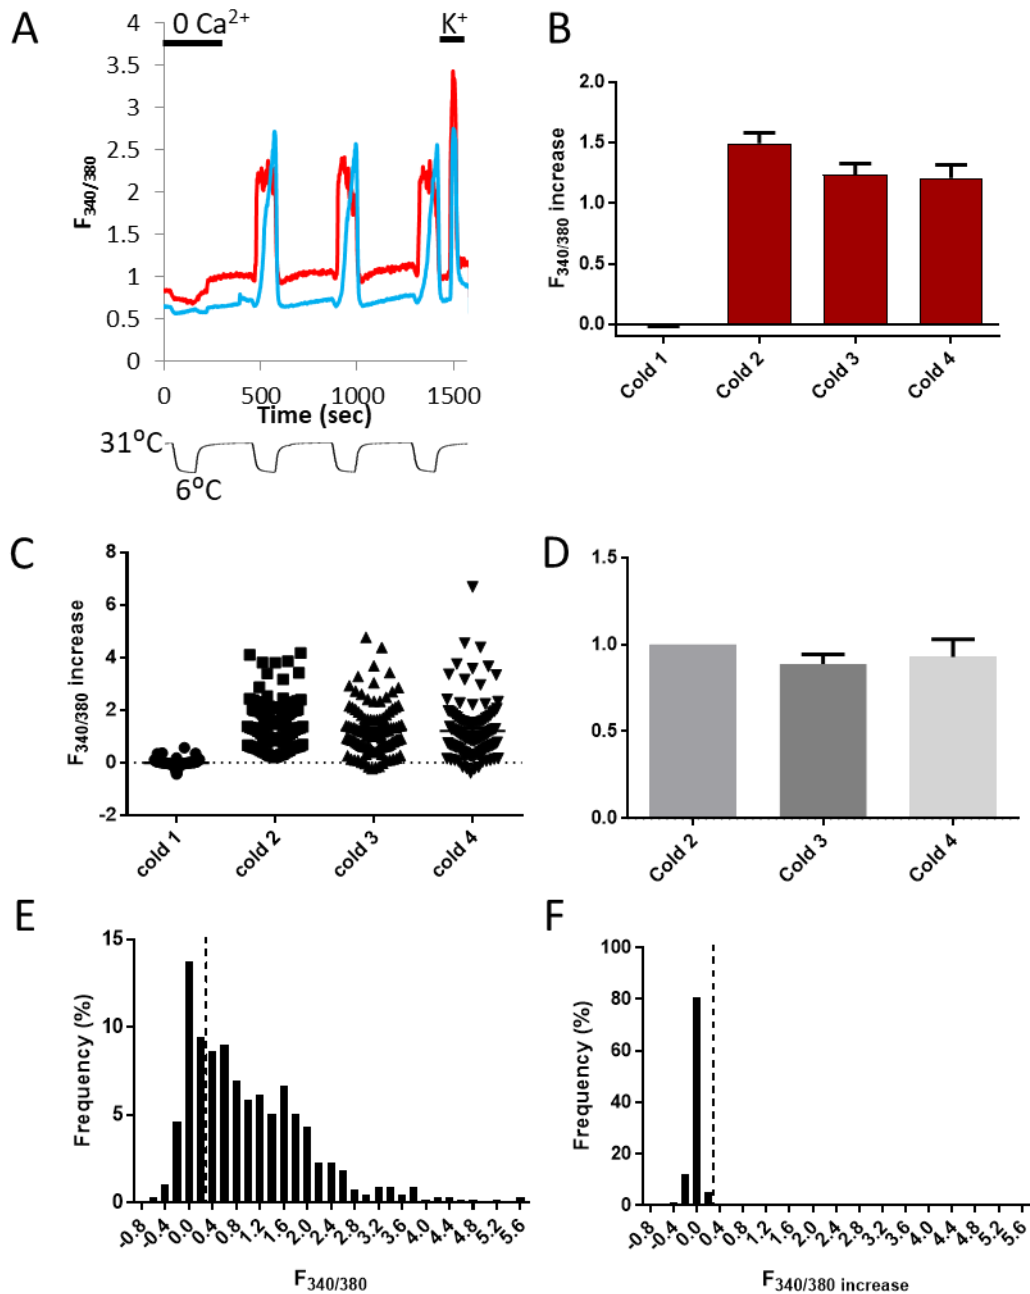 A
0 Ca²⁺
K⁺
4
3.5
3
2.5
2
1.5
1
0.5
0
F340/380
0 500 1000 1500
Time (sec)
31°C
6°C
B
2.0
1.5
1.0
0.5
0.0
F340/380 increase
Cold 1 Cold 2 Cold 3 Cold 4
C
8
6
4
2
0
-2
F340/380 increase
cold 1 cold 2 cold 3 cold 4
D
1.5
1.0
0.5
0.0
Cold 2 Cold 3 Cold 4
E
15
10
5
0
Frequency (%)
-0.8 -0.4 0.0 0.4 0.8 1.2 1.6 2.0 2.4 2.8 3.2 3.6 4.0 4.4 4.8 5.2 5.6
F340/380
F
100
80
60
40
20
0
Frequency (%)
-0.8 -0.4 0.0 0.4 0.8 1.2 1.6 2.0 2.4 2.8 3.2 3.6 4.0 4.4 4.8 5.2 5.6
F340/380 increase